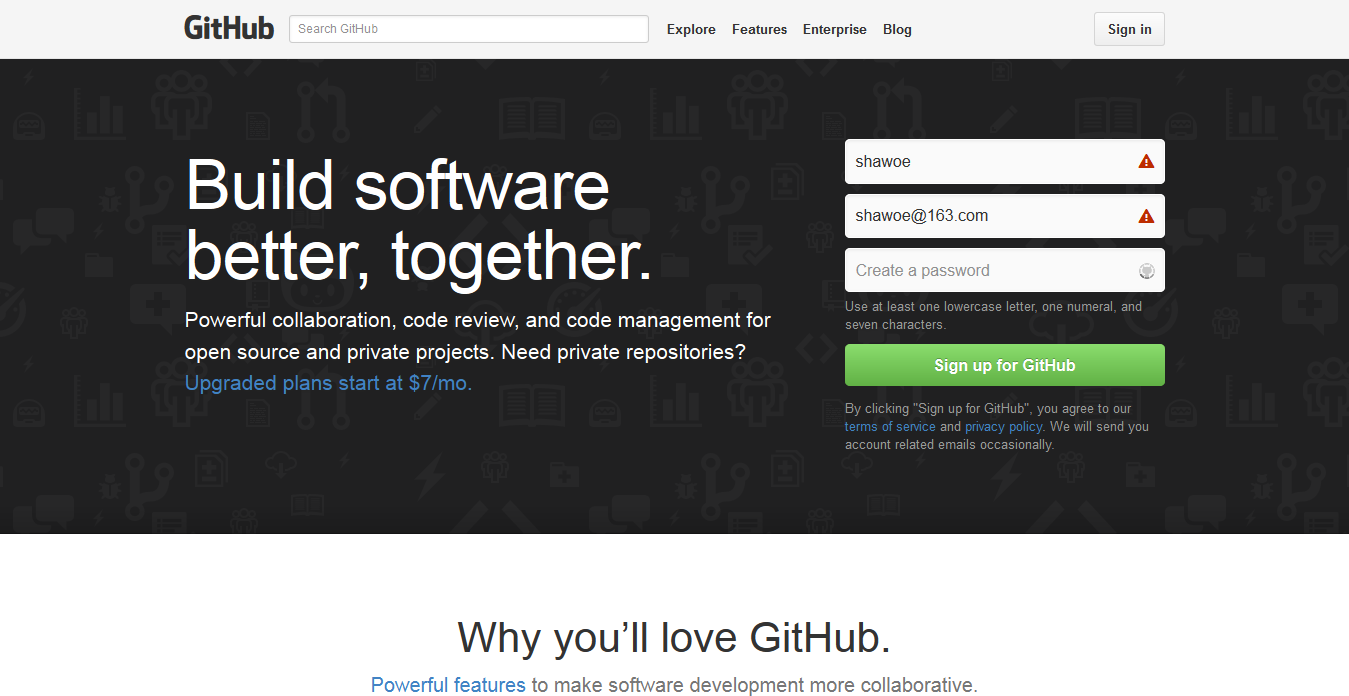 GitHub
Search GitHub
Explore
Features
Enterprise
Blog
Sign in
Build software
better, together.
Powerful collaboration, code review, and code management for
open source and private projects. Need private repositories?
Upgraded plans start at $7/mo.
shawoe
shawoe@163.com
Create a password
Use at least one lowercase letter, one numeral, and
seven characters.
Sign up for GitHub
By clicking "Sign up for GitHub", you agree to our
terms of service and privacy policy. We will send you
account related emails occasionally.
Why you’ll love GitHub.
Powerful features to make software development more collaborative.